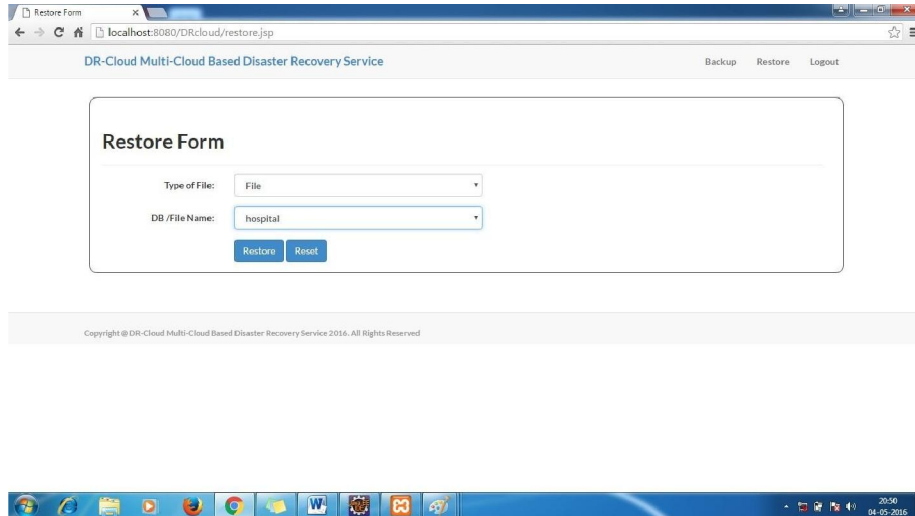 Restore Form
localhost:8080/DRcloud/restore.jsp
DR-Cloud Multi-Cloud Based Disaster Recovery Service Backup Restore Logout
Restore Form
Type of File: File
DB /File Name: hospital
Restore Reset
Copyright @ DR-Cloud Multi-Cloud Based Disaster Recovery Service 2016. All Rights Reserved
20:50
04-05-2016